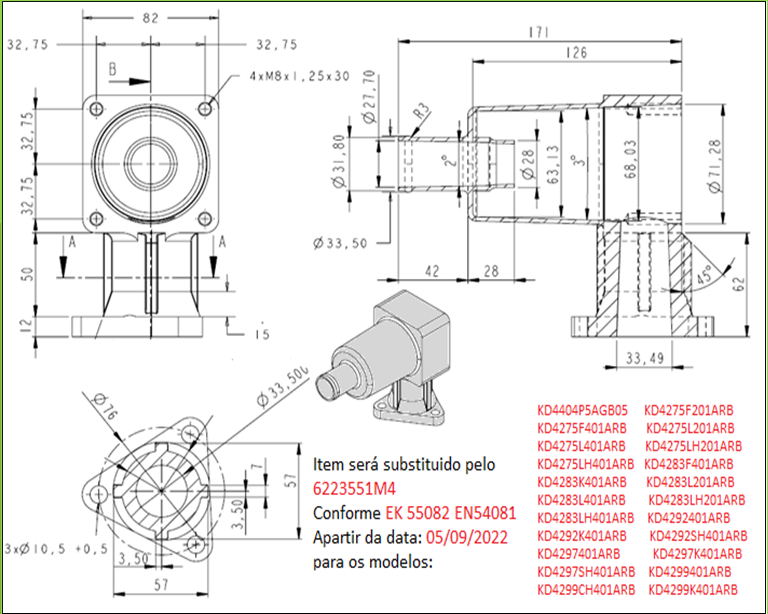 82
32,75
32,75
B
4xM8x1,25x30
32,75
32,75
A
A
50
12
15
171
126
Ø27,70
R3
Ø31,80
2°
Ø28
63,13
3°
68,03
Ø71,28
Ø33,50
42
28
45°
62
33,49
Ø76
Ø33,500
7
57
3,50
3xØ10,5 +0,5
3,50
57
Item será substituido pelo
6223551M4
Conforme EK 55082 EN54081
Apartir da data: 05/09/2022
para os modelos:
KD4404P5AGB05 KD4275F201ARB
KD4275F401ARB KD4275L201ARB
KD4275L401ARB KD4275LH201ARB
KD4275LH401ARB KD4283F401ARB
KD4283K401ARB KD4283L201ARB
KD4283L401ARB KD4283LH201ARB
KD4283LH401ARB KD4292401ARB
KD4292K401ARB KD4292SH401ARB
KD4297401ARB KD4297K401ARB
KD4297SH401ARB KD4299401ARB
KD4299CH401ARB KD4299K401ARB